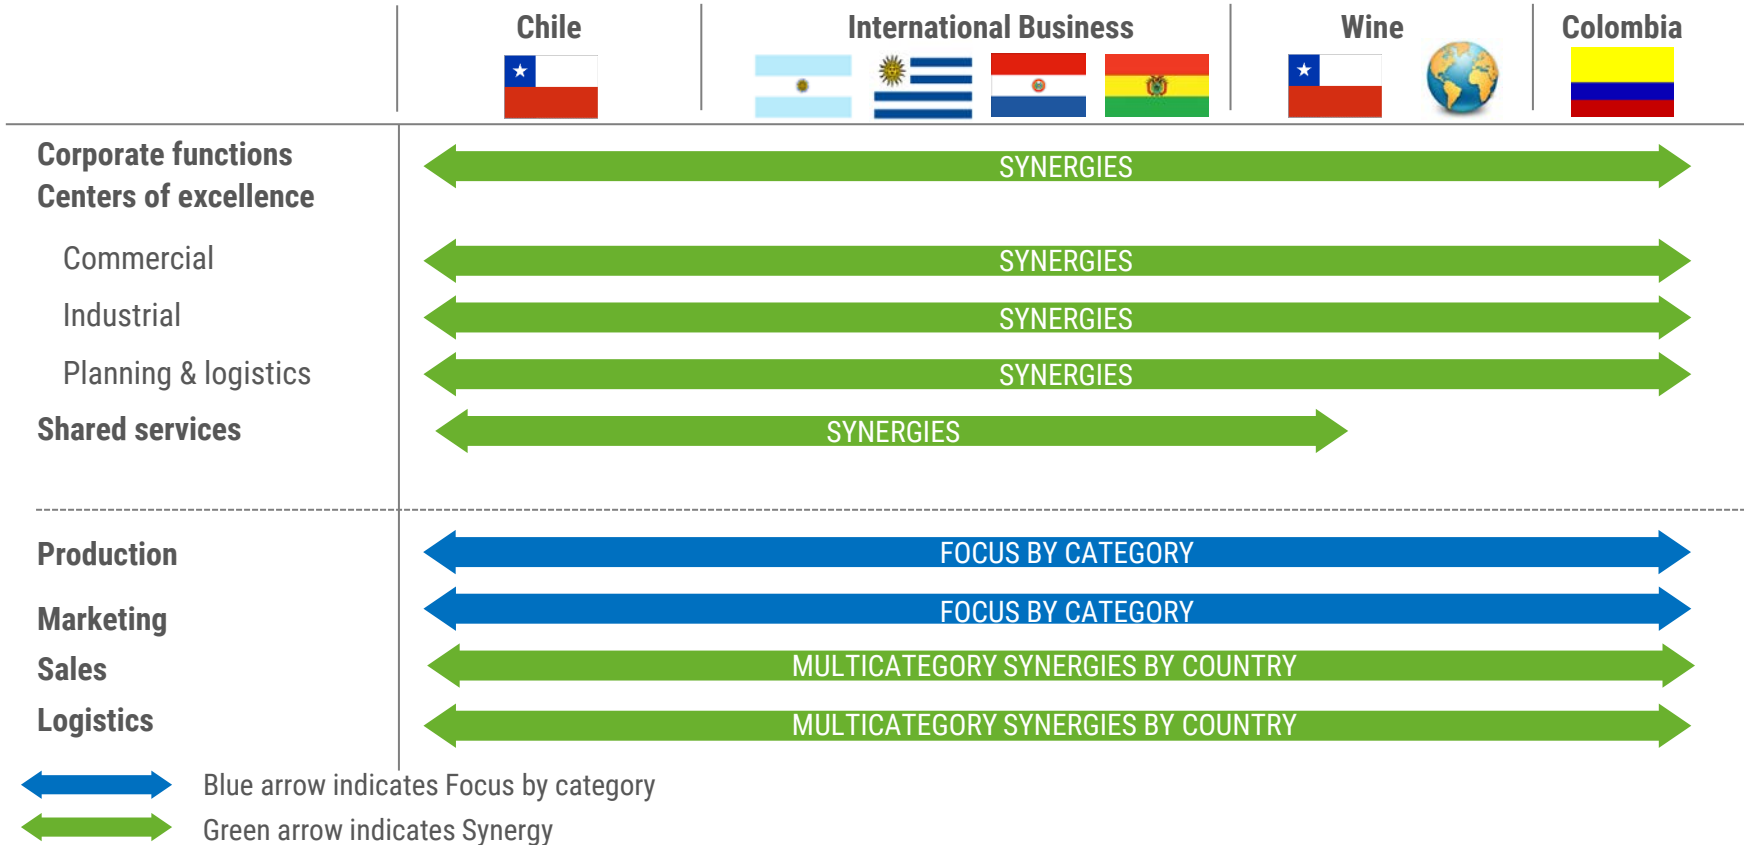 Chile
International Business
Wine
Colombia
Corporate functions
SYNERGIES
Centers of excellence
Commercial
SYNERGIES
Industrial
SYNERGIES
Planning & logistics
SYNERGIES
Shared services
SYNERGIES
Production
FOCUS BY CATEGORY
Marketing
FOCUS BY CATEGORY
Sales
MULTICATEGORY SYNERGIES BY COUNTRY
Logistics
MULTICATEGORY SYNERGIES BY COUNTRY
Blue arrow indicates Focus by category
Green arrow indicates Synergy